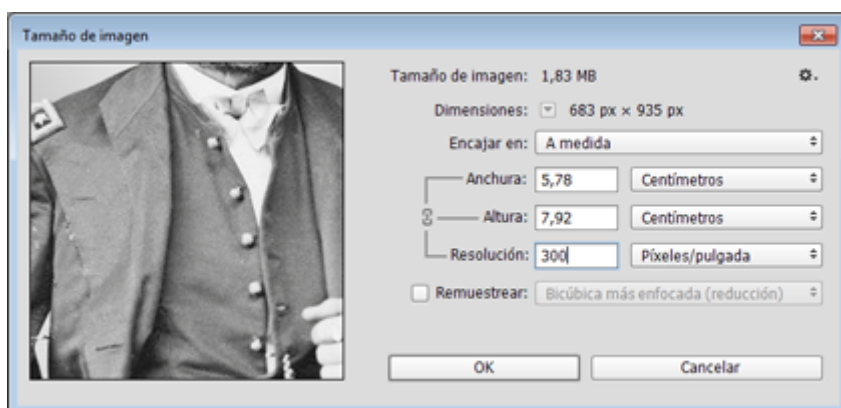 Tamaño de imagen
Tamaño de imagen: 1,83 MB
Dimensiones: 683 px × 935 px
Encajar en: A medida
Anchura: 5,78 Centímetros
Altura: 7,92 Centímetros
Resolución: 300 Píxeles/pulgada
Remuestrear: Bicúbica más enfocada (reducción)
OK Cancelar